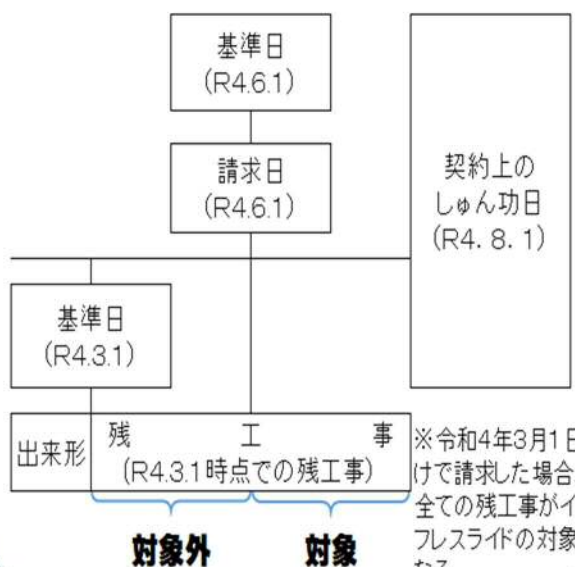 基準日
(R4.6.1)
請求日
(R4.6.1)
契約上の
しゅん功日
(R4.8.1)
基準日
(R4.3.1)
出来形
残工事
(R4.3.1時点での残工事)
対象外
対象
※令和4年3月1日
けで請求した場合
全ての残工事がイ
フレスライドの対象
なる